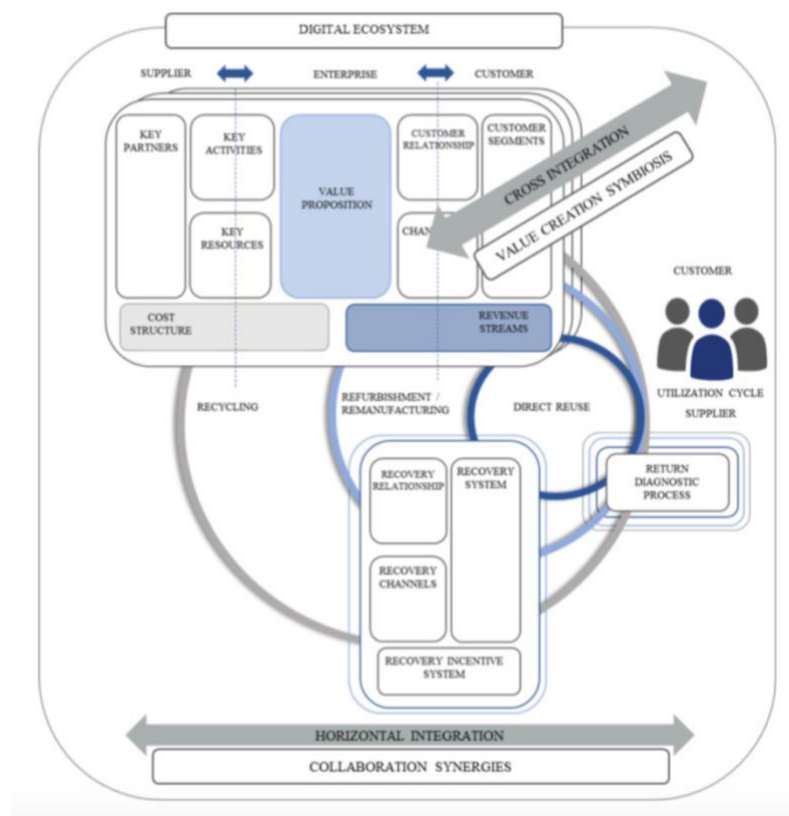 DIGITAL ECOSYSTEM
SUPPLIER
ENTERPRISE
CUSTOMER
KEY
PARTNERS
KEY
ACTIVITIES
VALUE
PROPOSITION
CUSTOMER
RELATIONSHIP
CUSTOMER
SEGMENTS
KEY
RESOURCES
CHAN
CROSS INTEGRATION
VALUE CREATION SYMBIOSIS
COST
STRUCTURE
REVENUE
STREAMS
CUSTOMER
UTILIZATION CYCLE
SUPPLIER
RECYCLING
REFURBISHMENT /
REMANUFACTURING
DIRECT REUSE
RETURN
DIAGNOSTIC
PROCESS
RECOVERY
RELATIONSHIP
RECOVERY
SYSTEM
RECOVERY
CHANNELS
RECOVERY INCENTIVE
SYSTEM
HORIZONTAL INTEGRATION
COLLABORATION SYNERGIES